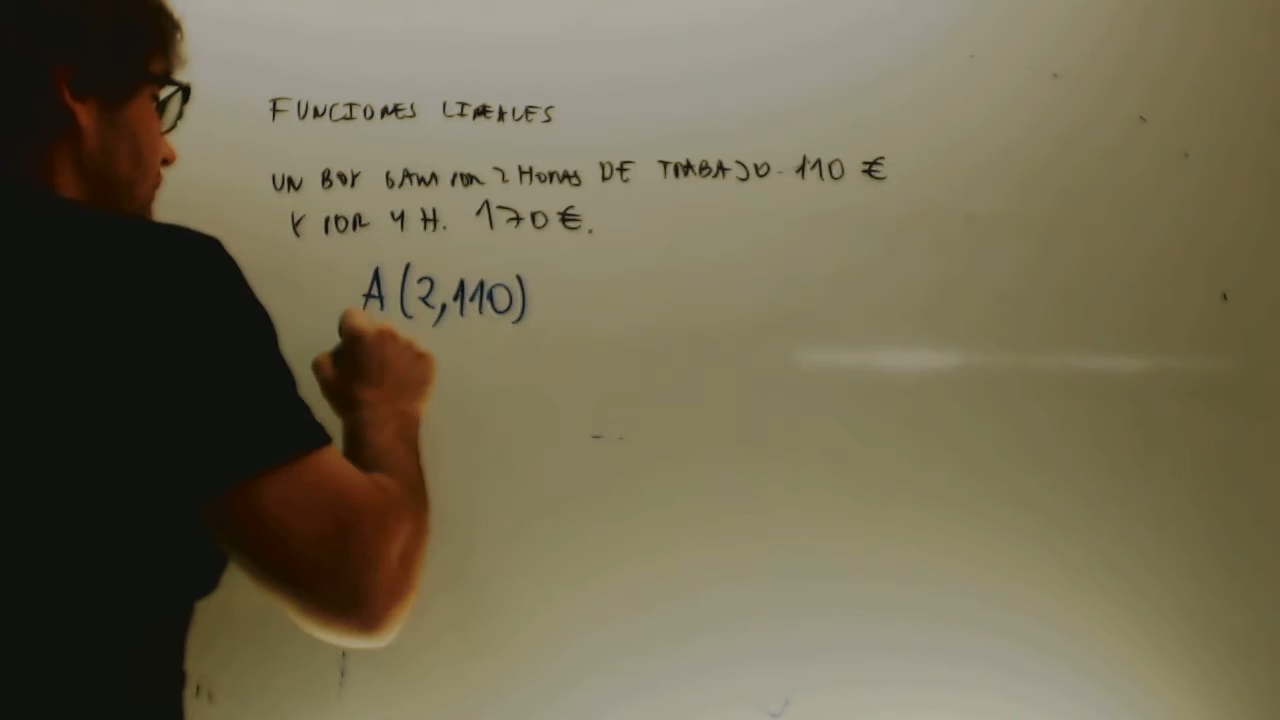 FUNCIONES LINEALES
UN BOY GANA POR 2 HORAS DE TRABAJO 110 €
Y POR 4 H. 170 €.
A (2,110)